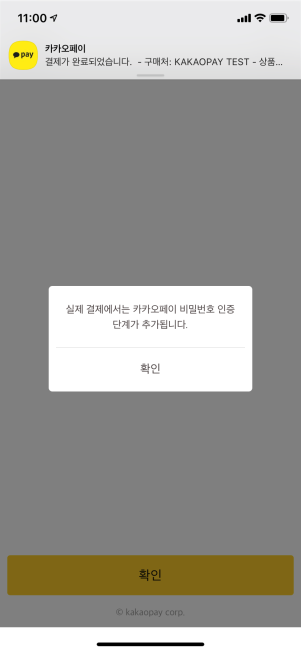 11:00
pay
카카오페이
결제가 완료되었습니다. - 구매처: KAKAOPAY TEST - 상품...
실제 결제에서는 카카오페이 비밀번호 인증
단계가 추가됩니다.
확인
확인
© kakaopay corp.